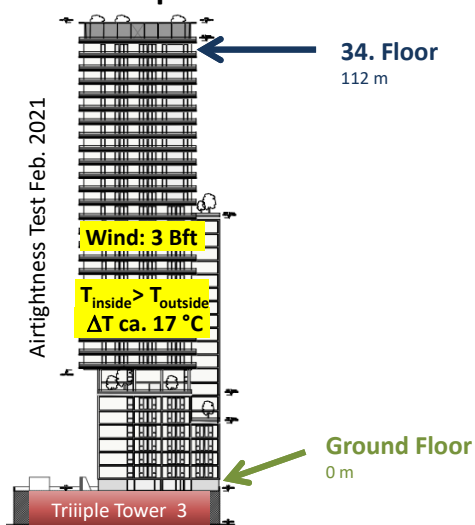 34. Floor
112 m
Airtightness Test Feb. 2021
Wind: 3 Bft
Tinside> Toutside
ΔT ca. 17 °C
Ground Floor
0 m
Triiiple Tower 3